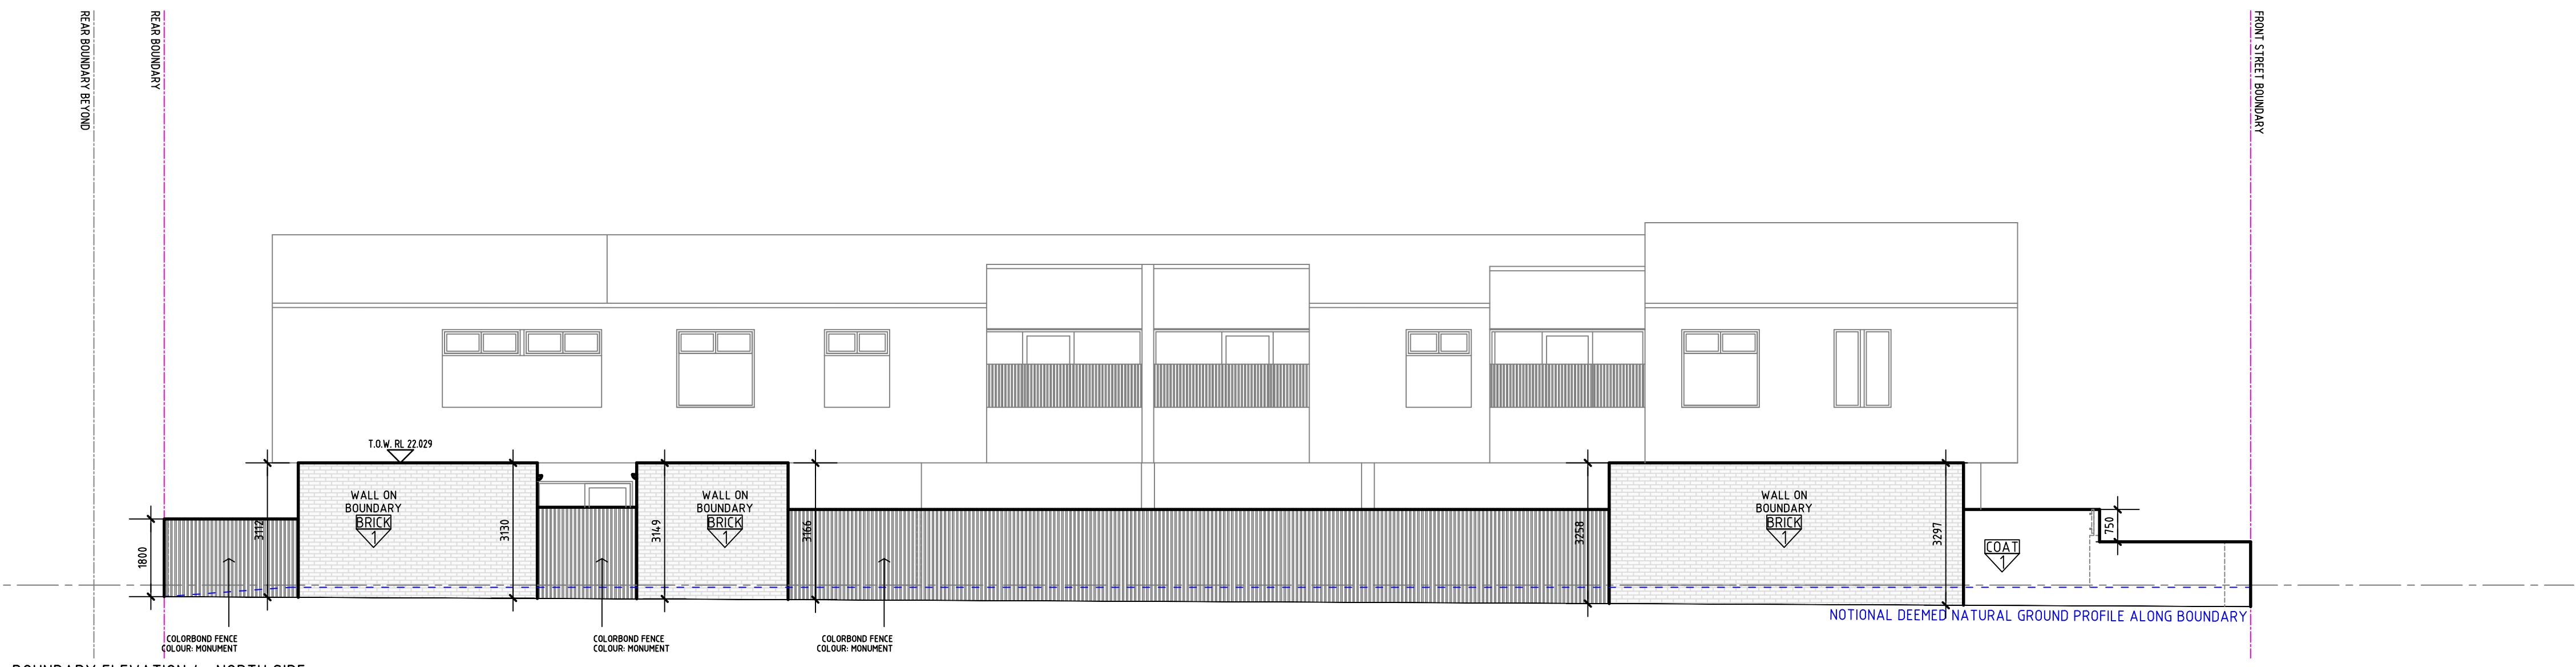 REAR BOUNDARY BEYOND
REAR BOUNDARY
FRONT STREET BOUNDARY
T.O.W. RL 22.029
WALL ON
BOUNDARY
BRICK
1
WALL ON
BOUNDARY
BRICK
1
WALL ON
BOUNDARY
BRICK
1
COAT
1
1800
3112
3130
3149
3166
3258
3297
750
NOTIONAL DEEMED NATURAL GROUND PROFILE ALONG BOUNDARY
COLORBOND FENCE
COLOUR: MONUMENT
COLORBOND FENCE
COLOUR: MONUMENT
COLORBOND FENCE
COLOUR: MONUMENT